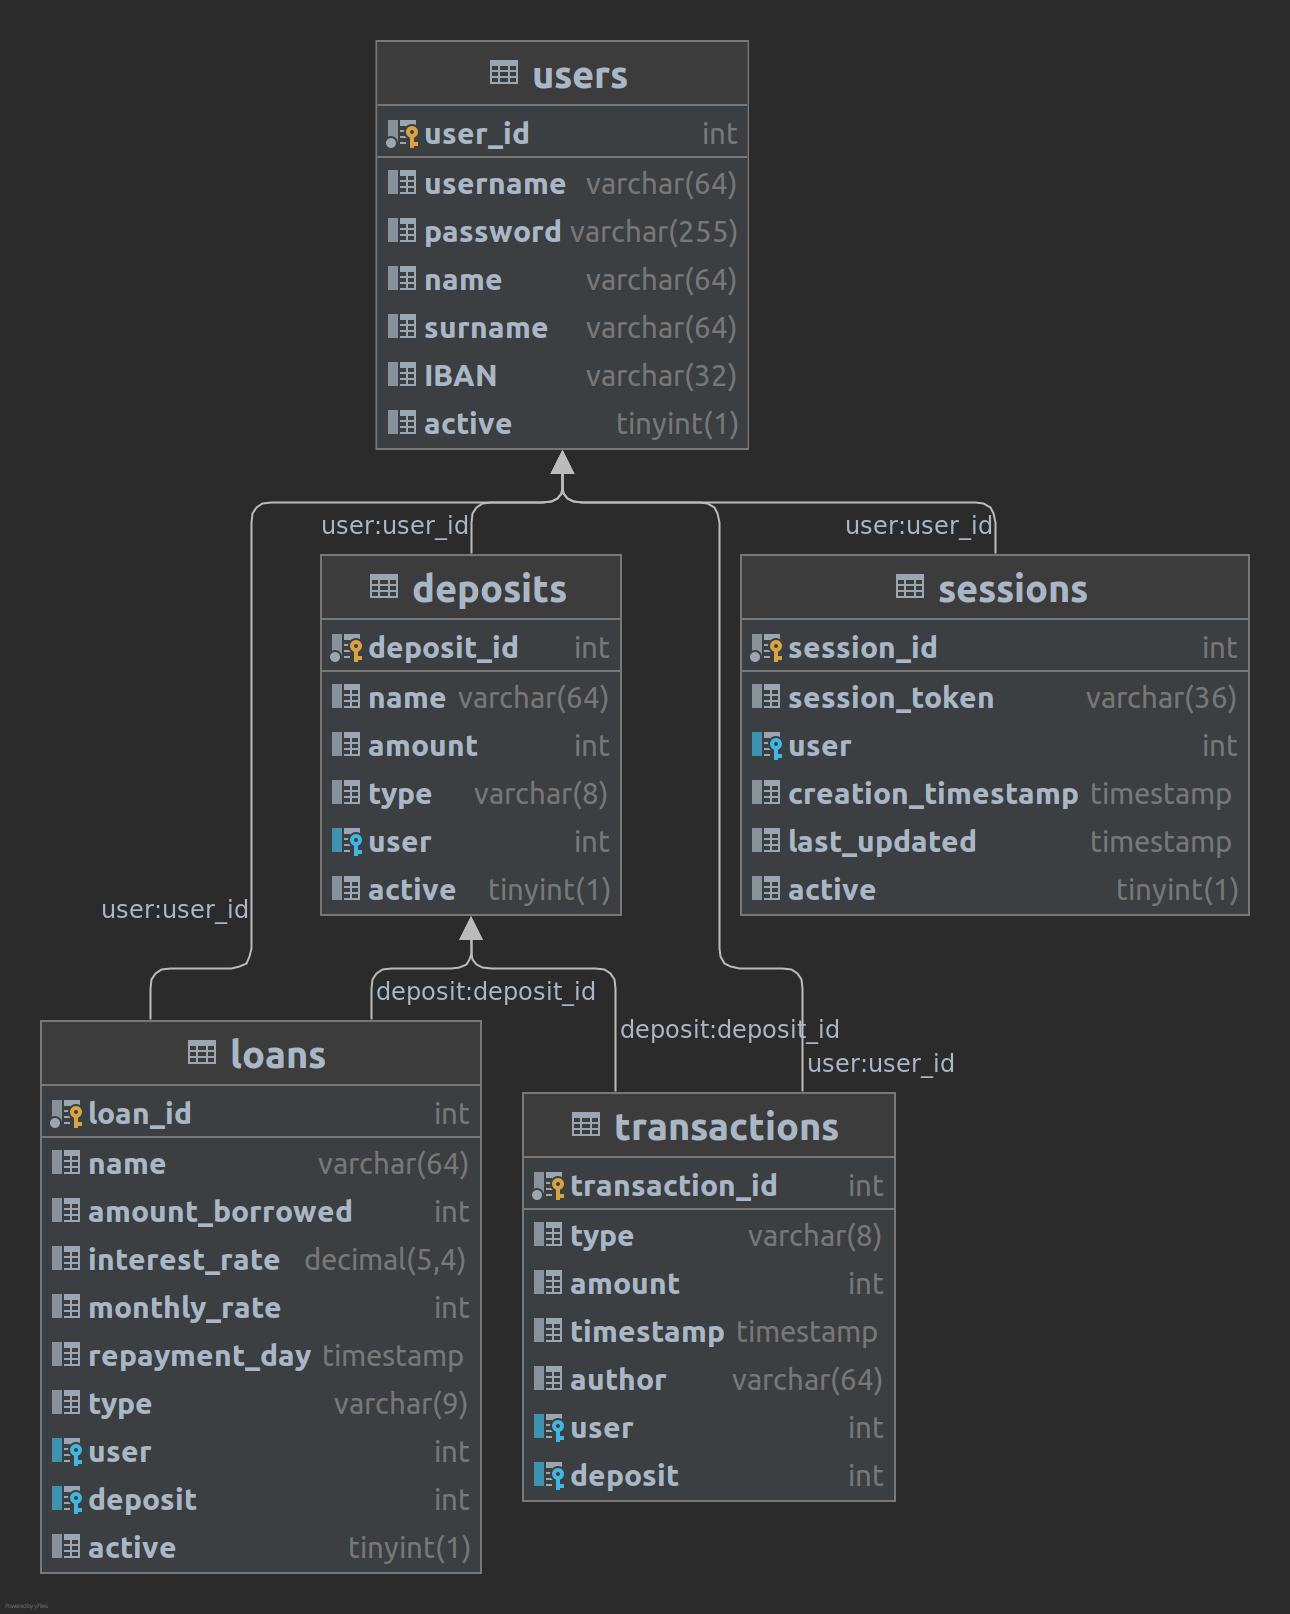 users
user_id int
username varchar(64)
password varchar(255)
name varchar(64)
surname varchar(64)
IBAN varchar(32)
active tinyint(1)
user:user_id
user:user_id
deposits
deposit_id int
name varchar(64)
amount int
type varchar(8)
user int
active tinyint(1)
sessions
session_id int
session_token varchar(36)
user int
creation_timestamp timestamp
last_updated timestamp
active tinyint(1)
user:user_id
deposit:deposit_id
deposit:deposit_id
user:user_id
loans
loan_id int
name varchar(64)
amount_borrowed int
interest_rate decimal(5,4)
monthly_rate int
repayment_day timestamp
type varchar(9)
user int
deposit int
active tinyint(1)
transactions
transaction_id int
type varchar(8)
amount int
timestamp timestamp
author varchar(64)
user int
deposit int
Powered by yFiles